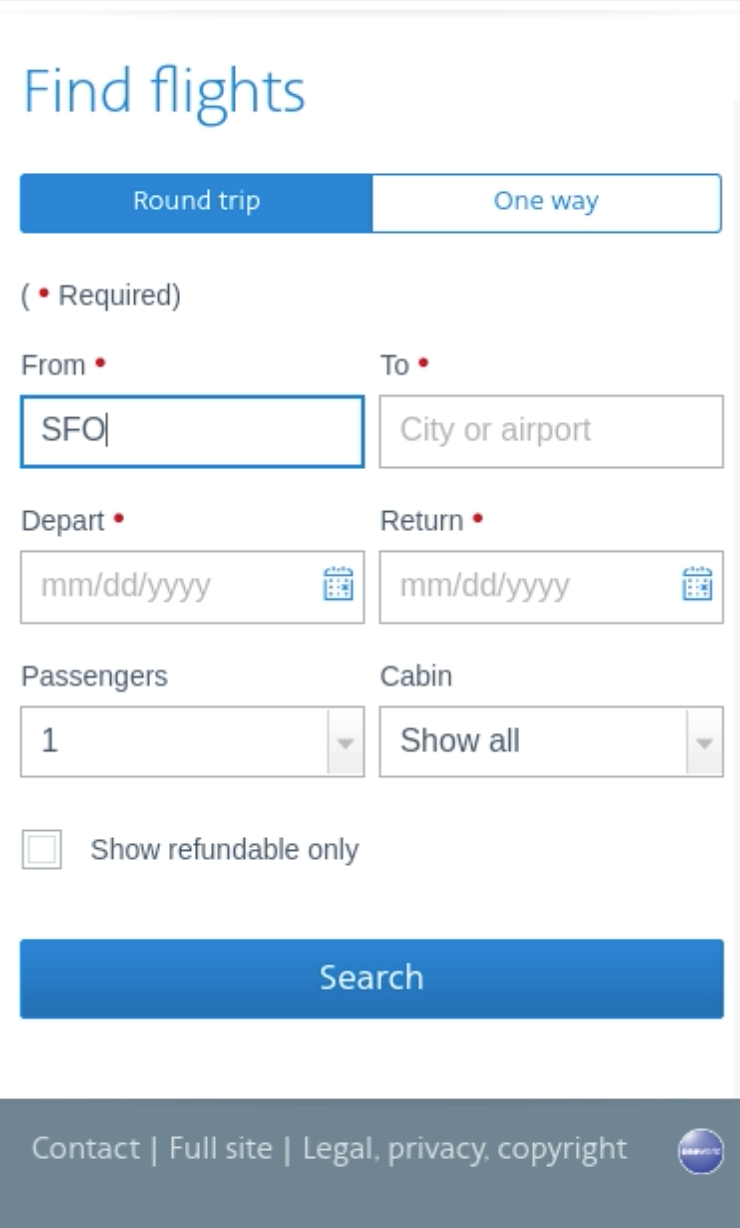 Find flights
Round trip One way
( • Required)
From • To •
SFO City or airport
Depart • Return •
mm/dd/yyyy mm/dd/yyyy
Passengers Cabin
1 Show all
Show refundable only
Search
Contact | Full site | Legal, privacy, copyright